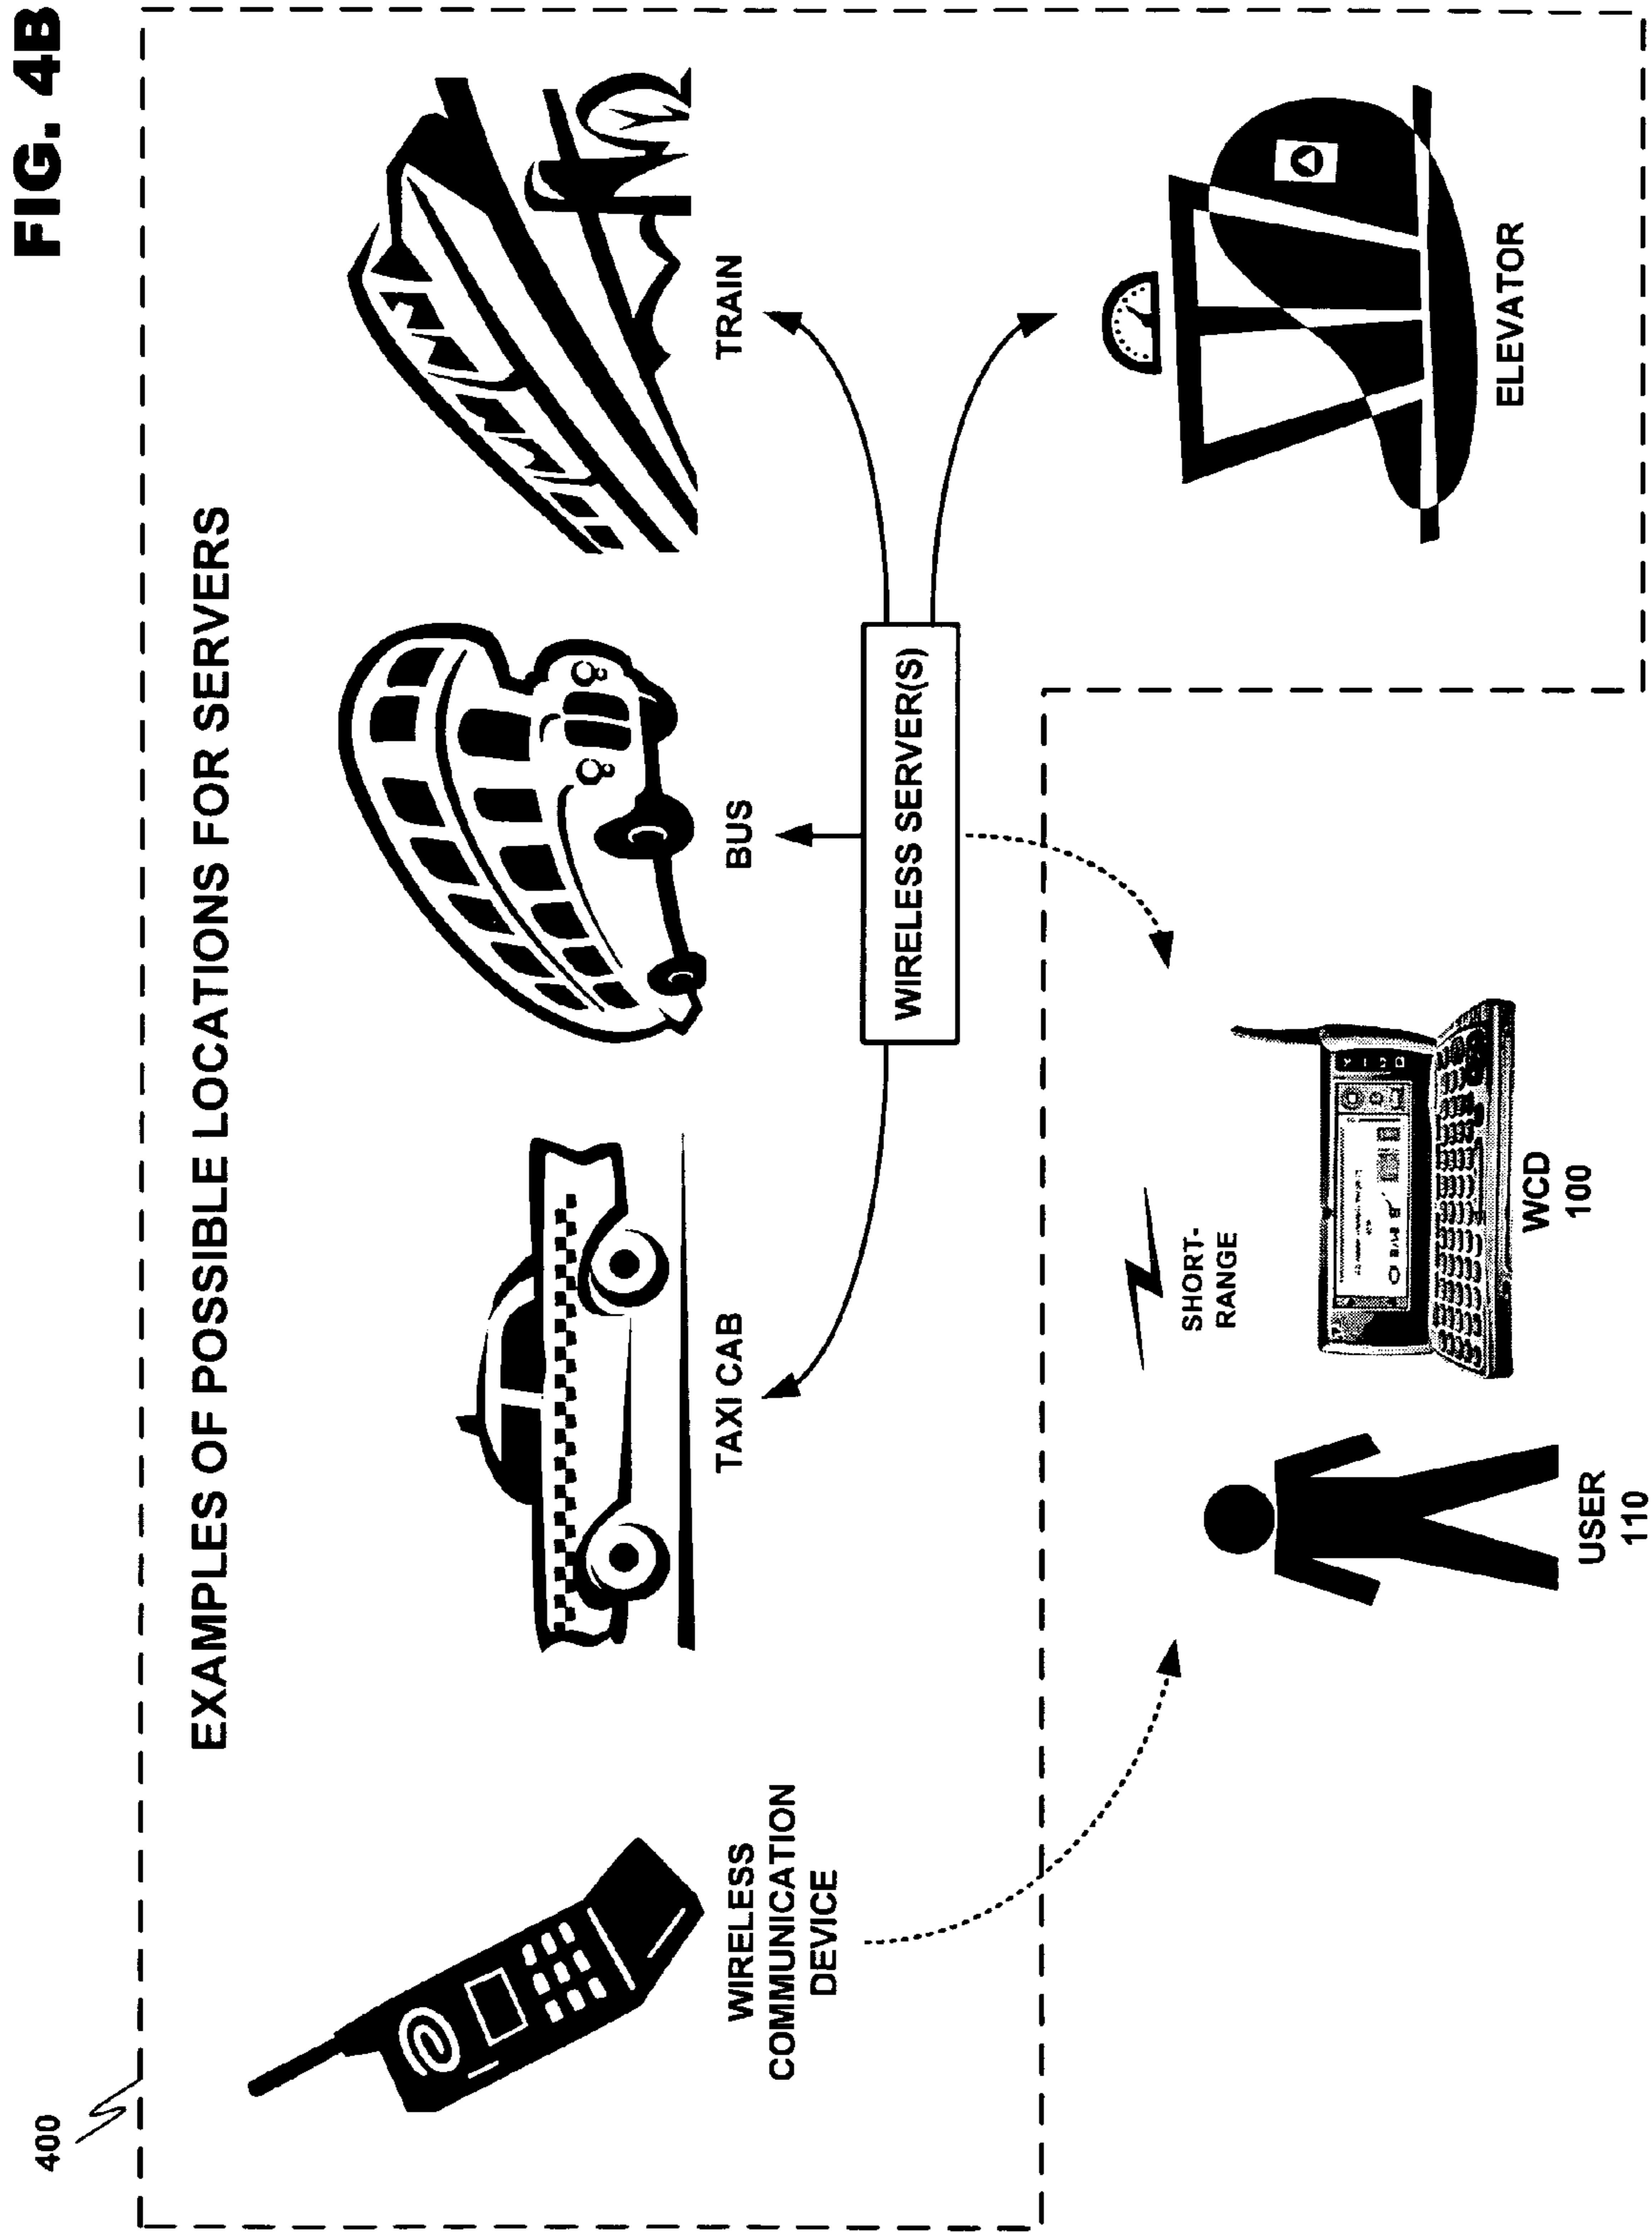 FIG. 4B
400
EXAMPLES OF POSSIBLE LOCATIONS FOR SERVERS
WIRELESS
COMMUNICATION
DEVICE
TAXI CAB
BUS
TRAIN
WIRELESS SERVER(S)
SHORT-
RANGE
USER
110
WCD
100
ELEVATOR